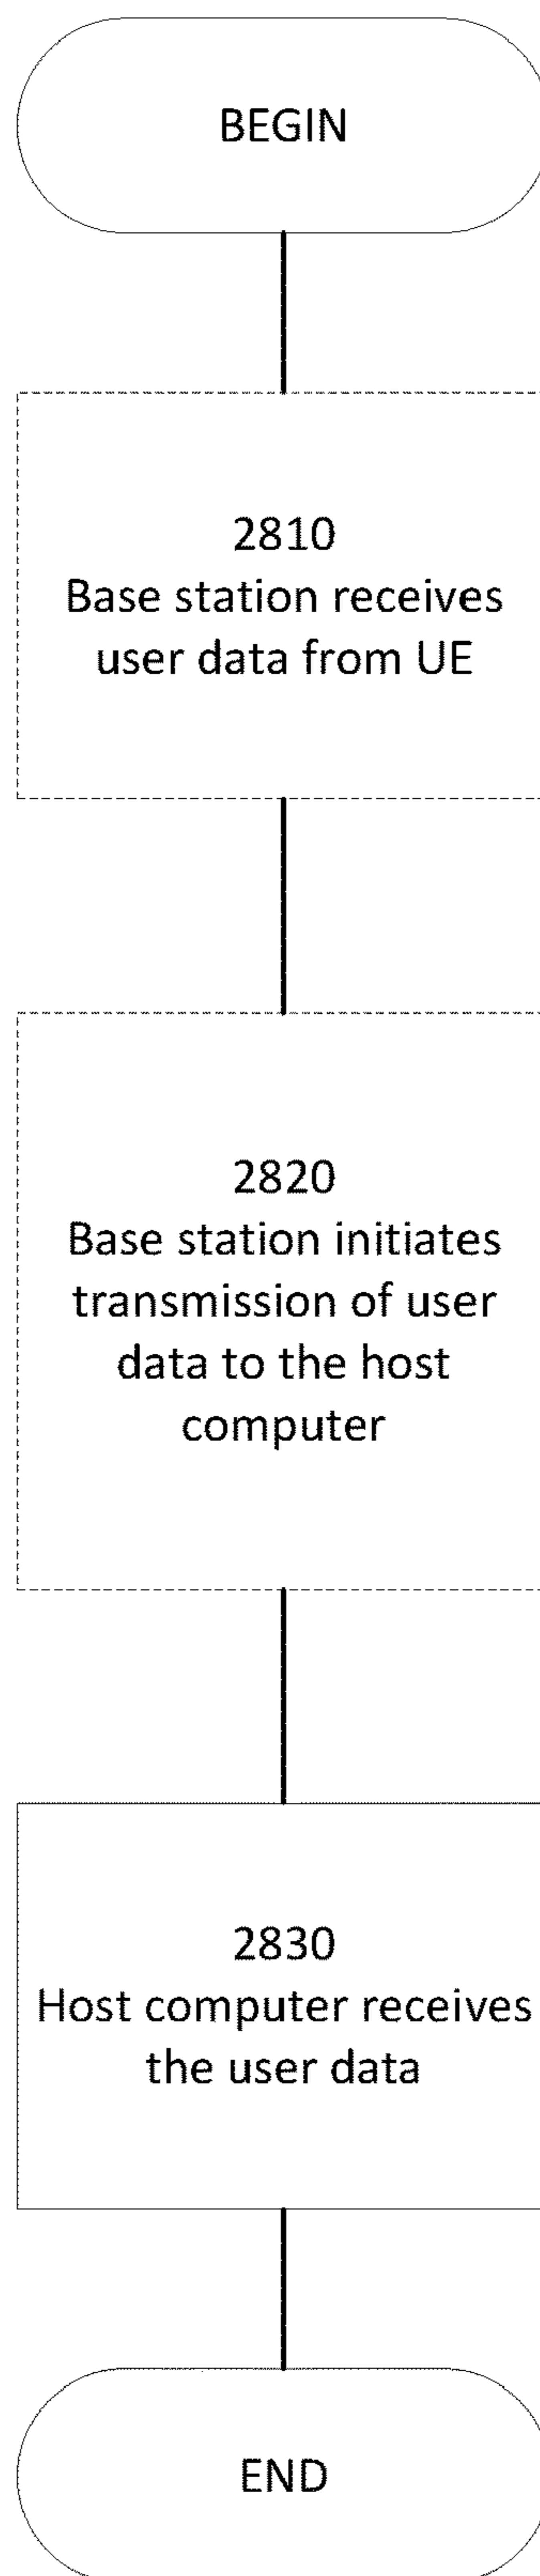 BEGIN
2810
Base station receives
user data from UE
2820
Base station initiates
transmission of user
data to the host
computer
2830
Host computer receives
the user data
END